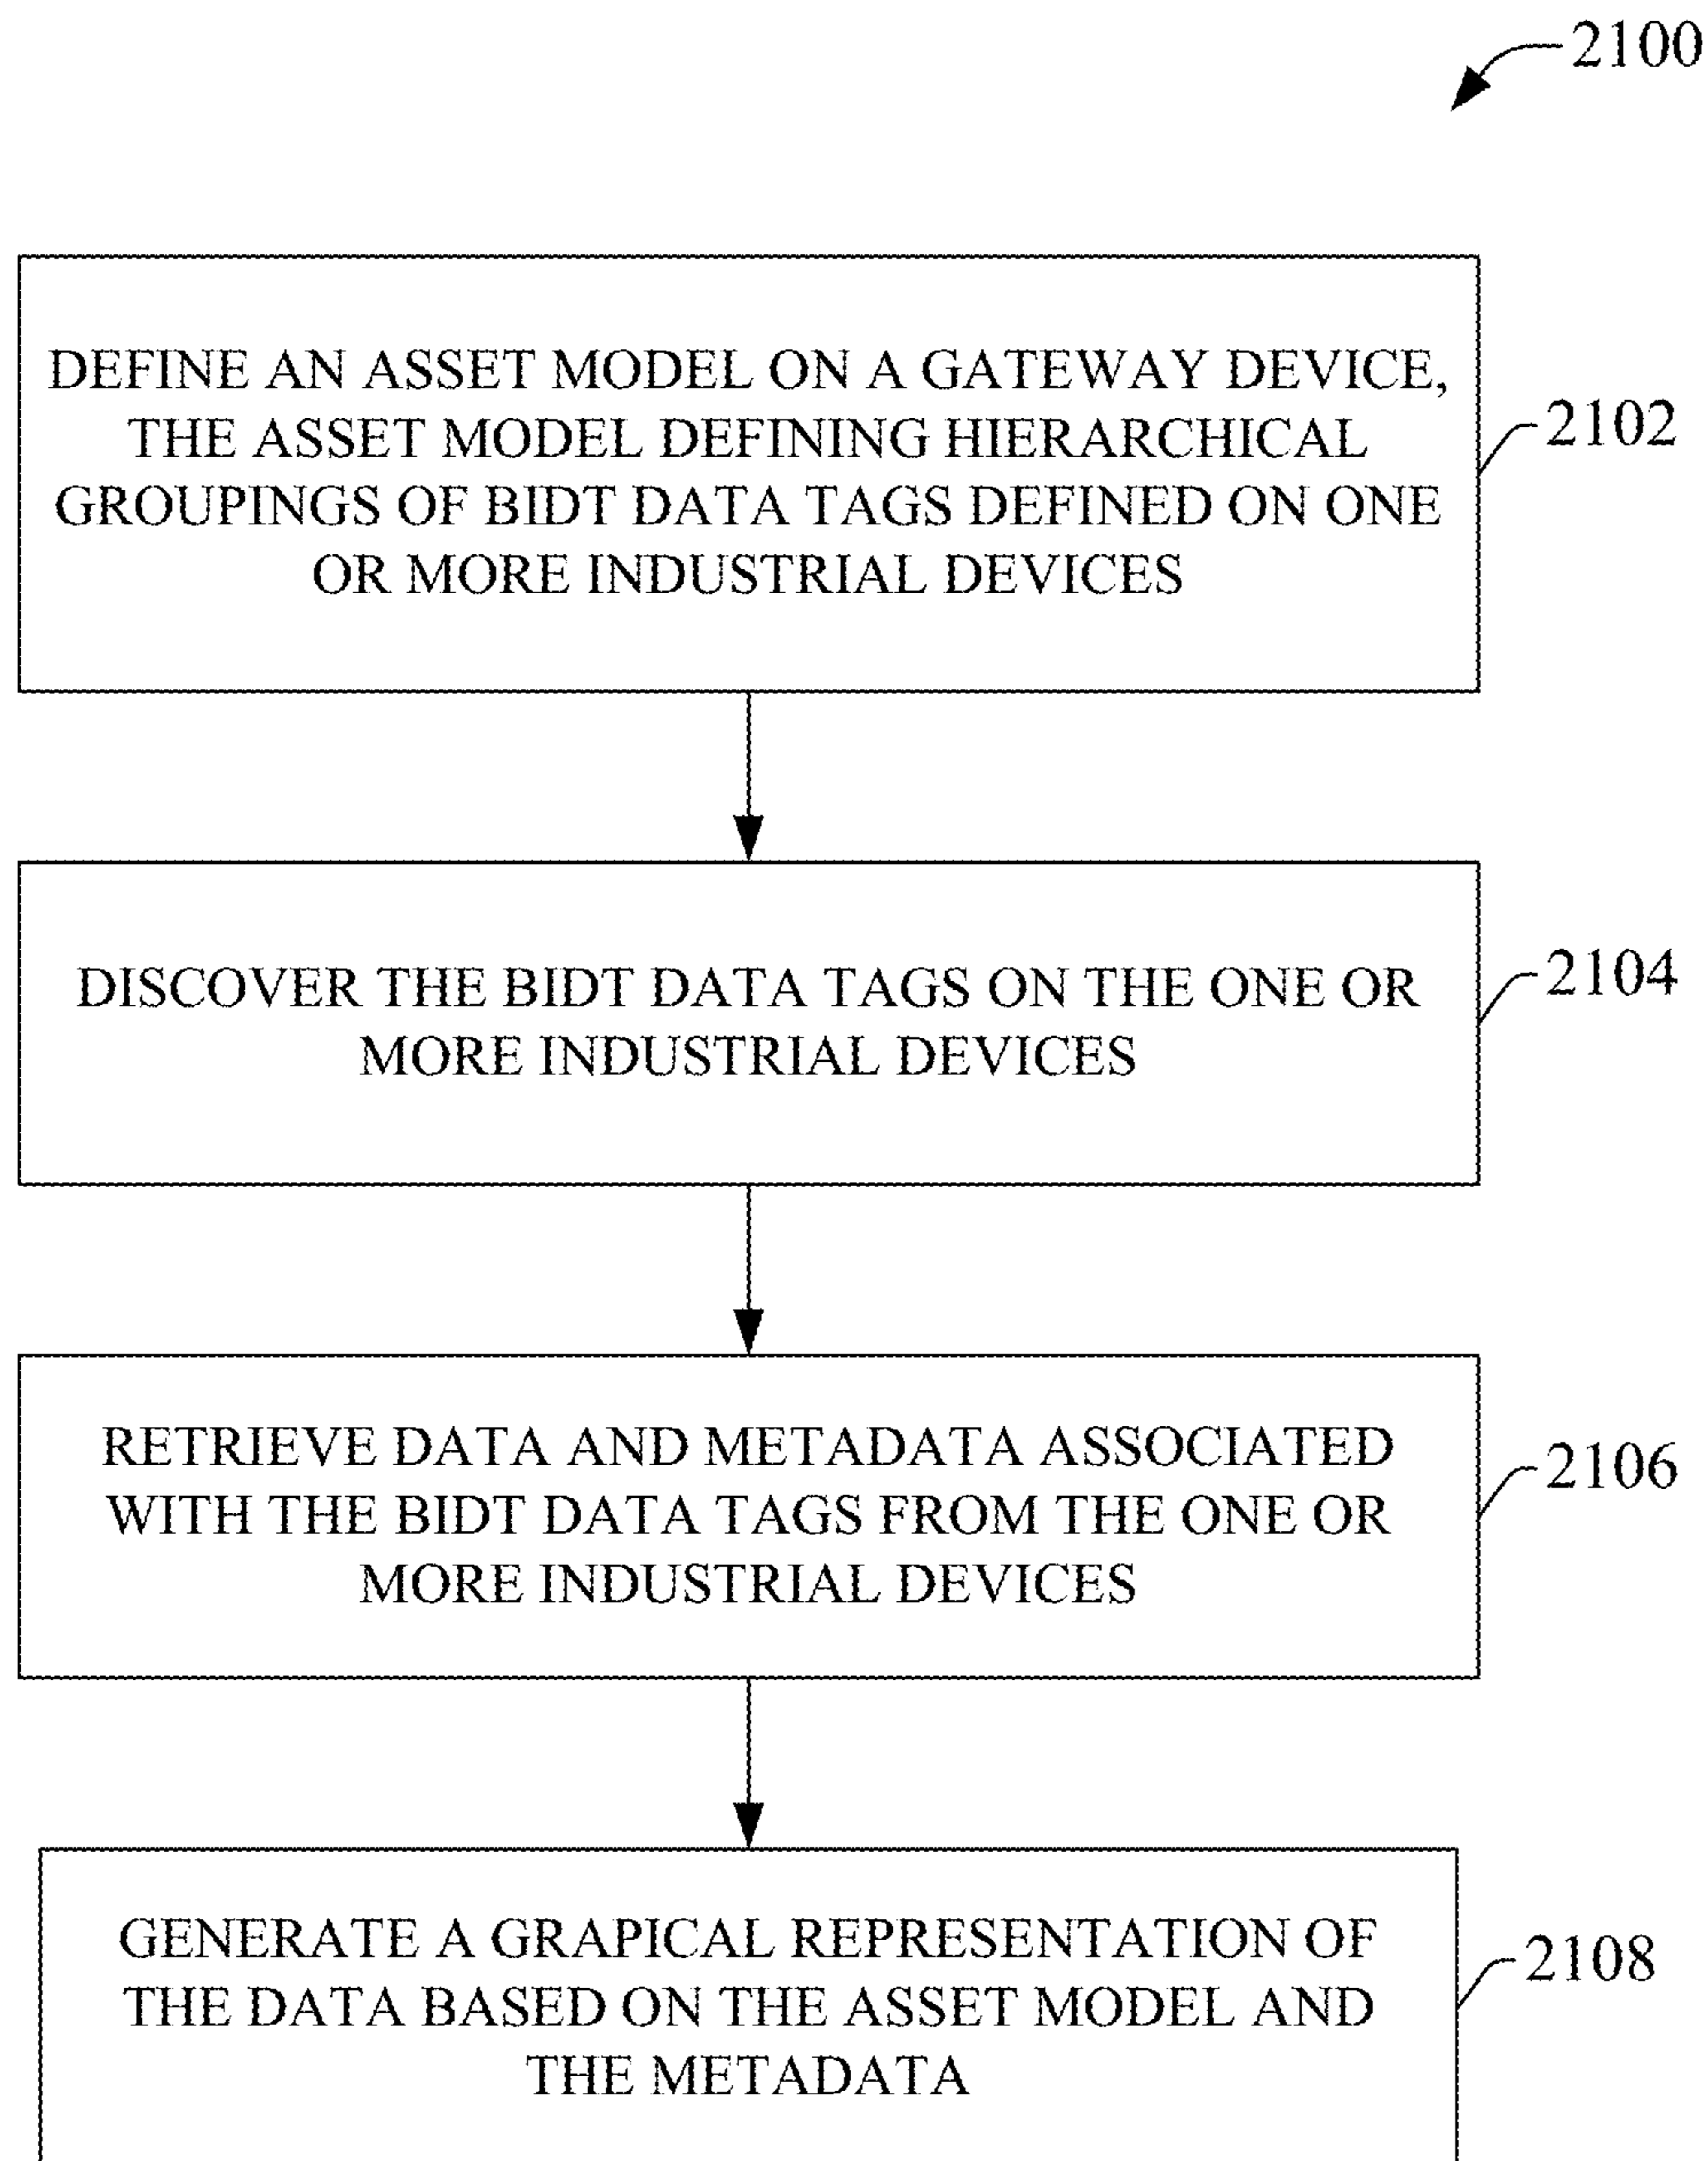 2100
DEFINE AN ASSET MODEL ON A GATEWAY DEVICE,
THE ASSET MODEL DEFINING HIERARCHICAL
GROUPINGS OF BIDT DATA TAGS DEFINED ON ONE
OR MORE INDUSTRIAL DEVICES
2102
DISCOVER THE BIDT DATA TAGS ON THE ONE OR
MORE INDUSTRIAL DEVICES
2104
RETRIEVE DATA AND METADATA ASSOCIATED
WITH THE BIDT DATA TAGS FROM THE ONE OR
MORE INDUSTRIAL DEVICES
2106
GENERATE A GRAPICAL REPRESENTATION OF
THE DATA BASED ON THE ASSET MODEL AND
THE METADATA
2108